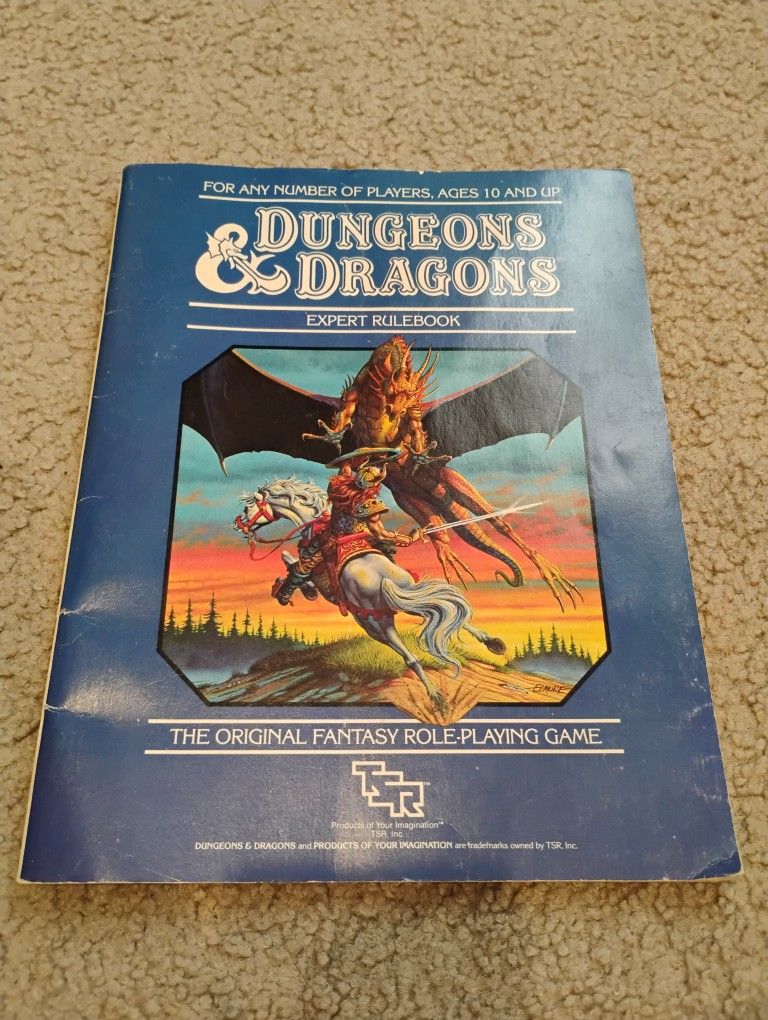 FOR ANY NUMBER OF PLAYERS, AGES 10 AND UP
DUNGEONS
& DRAGONS™
EXPERT RULEBOOK
ELMORE
THE ORIGINAL FANTASY ROLE-PLAYING GAME
TSR™
Products of Your Imagination™
TSR, Inc.
DUNGEONS & DRAGONS and PRODUCTS OF YOUR IMAGINATION are trademarks owned by TSR, Inc.